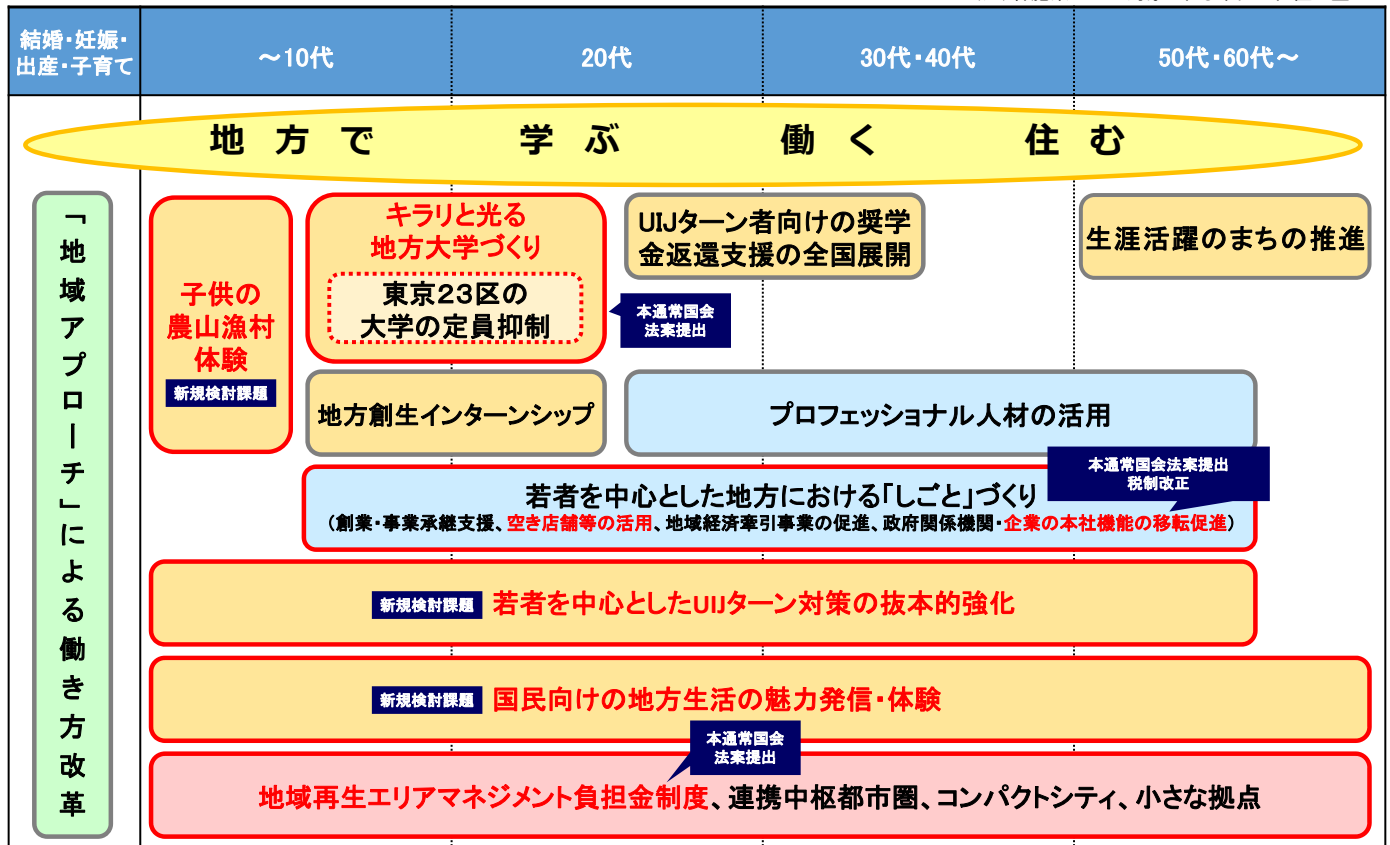 結婚・妊娠・
出産・子育て
～10代
20代
30代・40代
50代・60代～
地方で 学ぶ 働く 住む
「地域アプローチ」による働き方改革
子供の
農山漁村
体験
新規検討課題
キラリと光る
地方大学づくり
東京23区の
大学の定員抑制
本通常国会
法案提出
UIJターン者向けの奨学
金返還支援の全国展開
生涯活躍のまちの推進
地方創生インターンシップ
プロフェッショナル人材の活用
本通常国会法案提出
税制改正
若者を中心とした地方における「しごと」づくり
（創業・事業承継支援、空き店舗等の活用、地域経済牽引事業の促進、政府関係機関・企業の本社機能の移転促進）
新規検討課題 若者を中心としたUIJターン対策の抜本的強化
新規検討課題 国民向けの地方生活の魅力発信・体験
本通常国会
法案提出
地域再生エリアマネジメント負担金制度、連携中枢都市圏、コンパクトシティ、小さな拠点